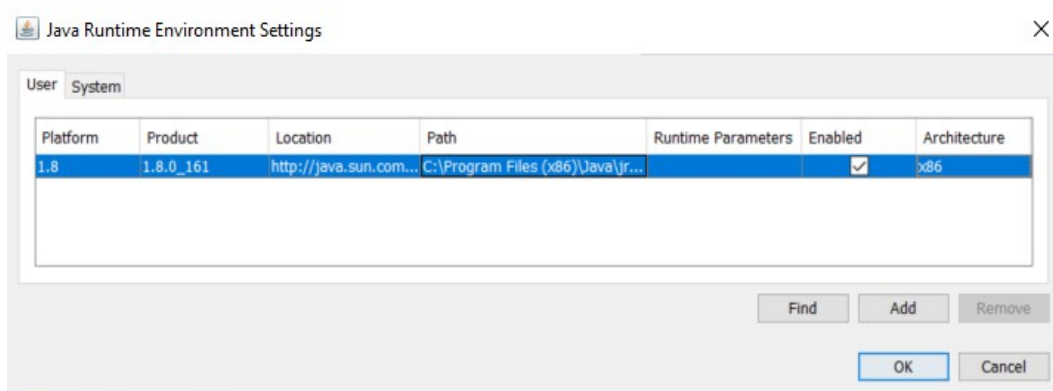 Java Runtime Environment Settings
User System
Platform Product Location Path Runtime Parameters Enabled Architecture
1.8 1.8.0_161 http://java.sun.com... C:\Program Files (x86)\Java\jr... x86
Find Add Remove
OK Cancel